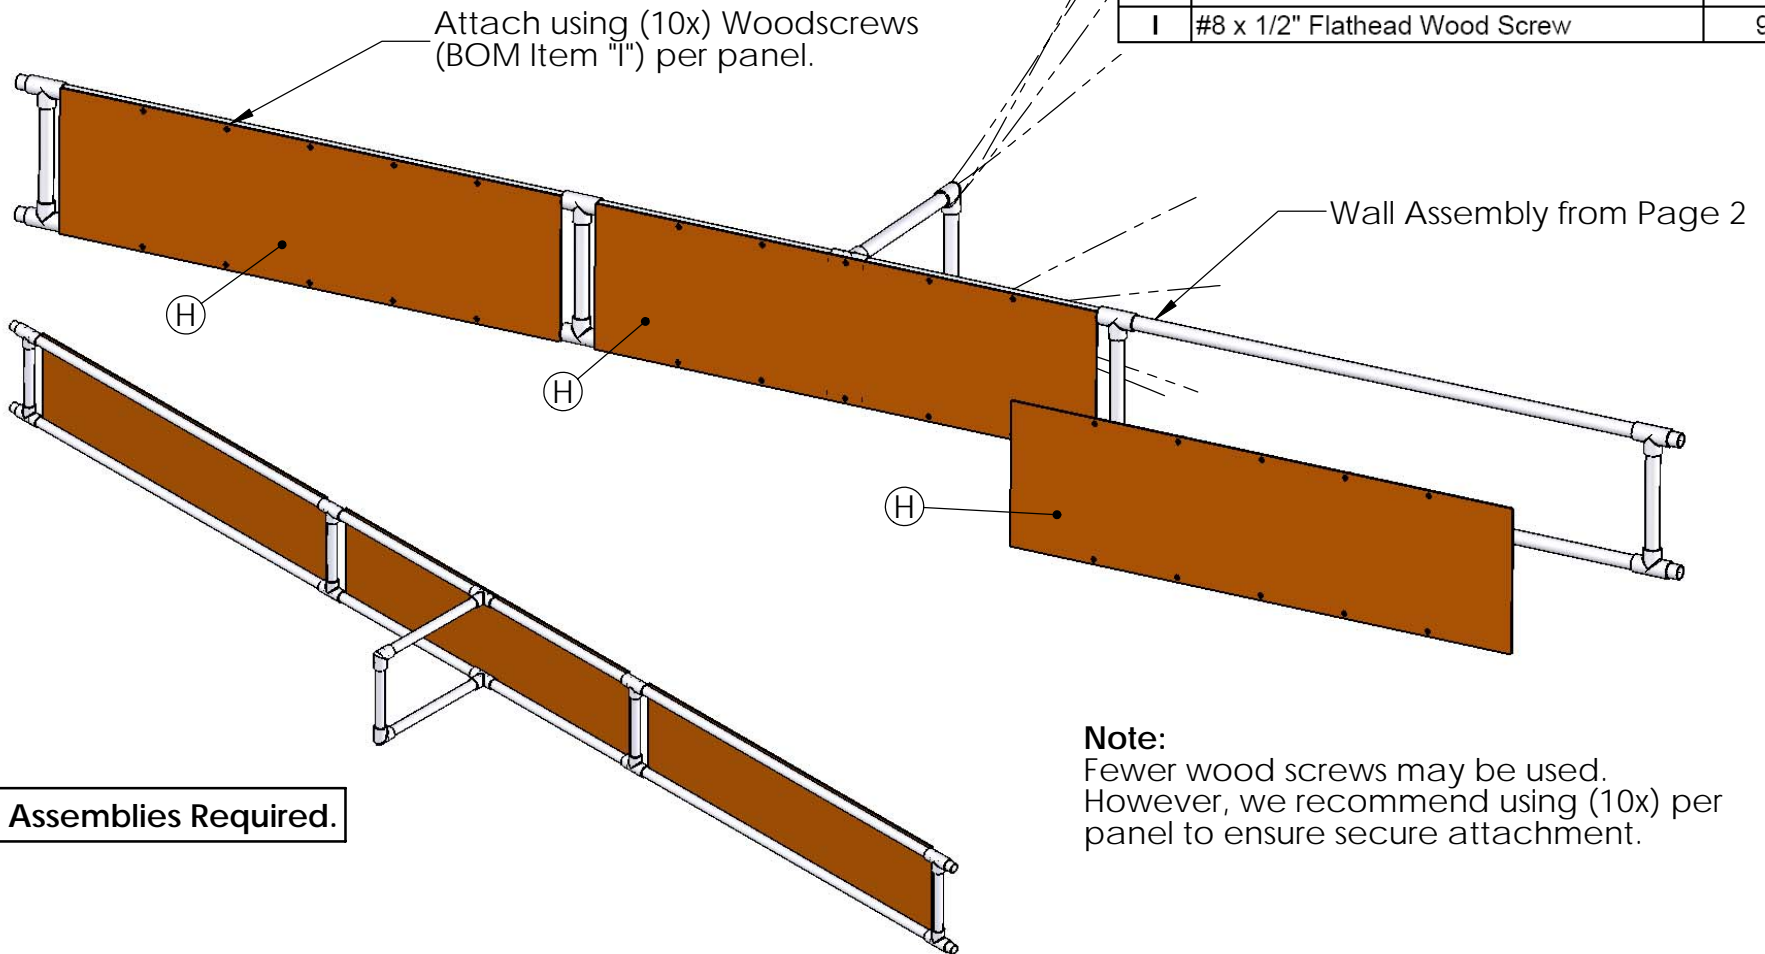 Attach using (10x) Woodscrews
(BOM Item "I") per panel.
I #8 x 1/2" Flathead Wood Screw 9
Wall Assembly from Page 2
H
H
H
Note:
Fewer wood screws may be used.
However, we recommend using (10x) per
panel to ensure secure attachment.
Assemblies Required.